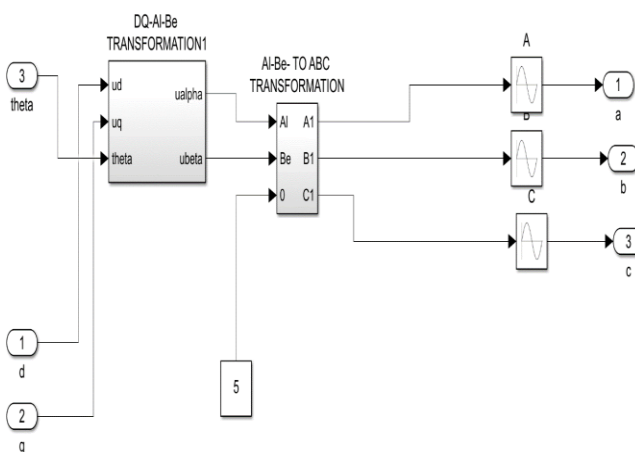 DQ-Al-Be
TRANSFORMATION1
Al-Be- TO ABC
TRANSFORMATION
A
3
theta
ud
ualpha
uq
theta
ubeta
Al
A1
Be
B1
0
C1
1
a
B
2
b
C
3
c
1
d
5
2
q